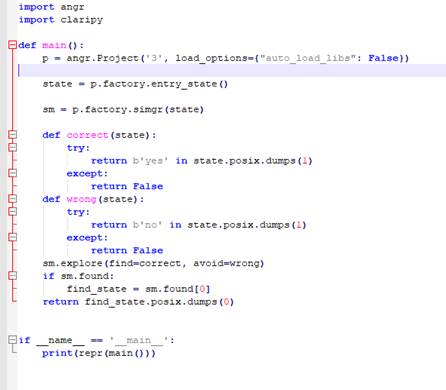 import angr
import claripy
def main():
p = angr.Project('3', load_options={"auto_load_libs": False})
state = p.factory.entry_state()
sm = p.factory.simgr(state)
def correct(state):
try:
return b'yes' in state.posix.dumps(1)
except:
return False
def wrong(state):
try:
return b'no' in state.posix.dumps(1)
except:
return False
sm.explore(find=correct, avoid=wrong)
if sm.found:
find_state = sm.found[0]
return find_state.posix.dumps(0)
if __name__ == '__main__':
print(repr(main()))